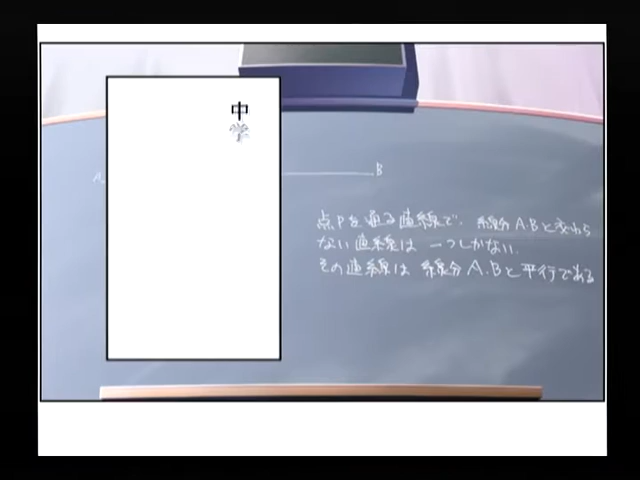 中学
A
B
点Pを通る直線で、線分A.Bと交わら
ない直線は 一つしかない.
その直線は 線分A.Bと平行である